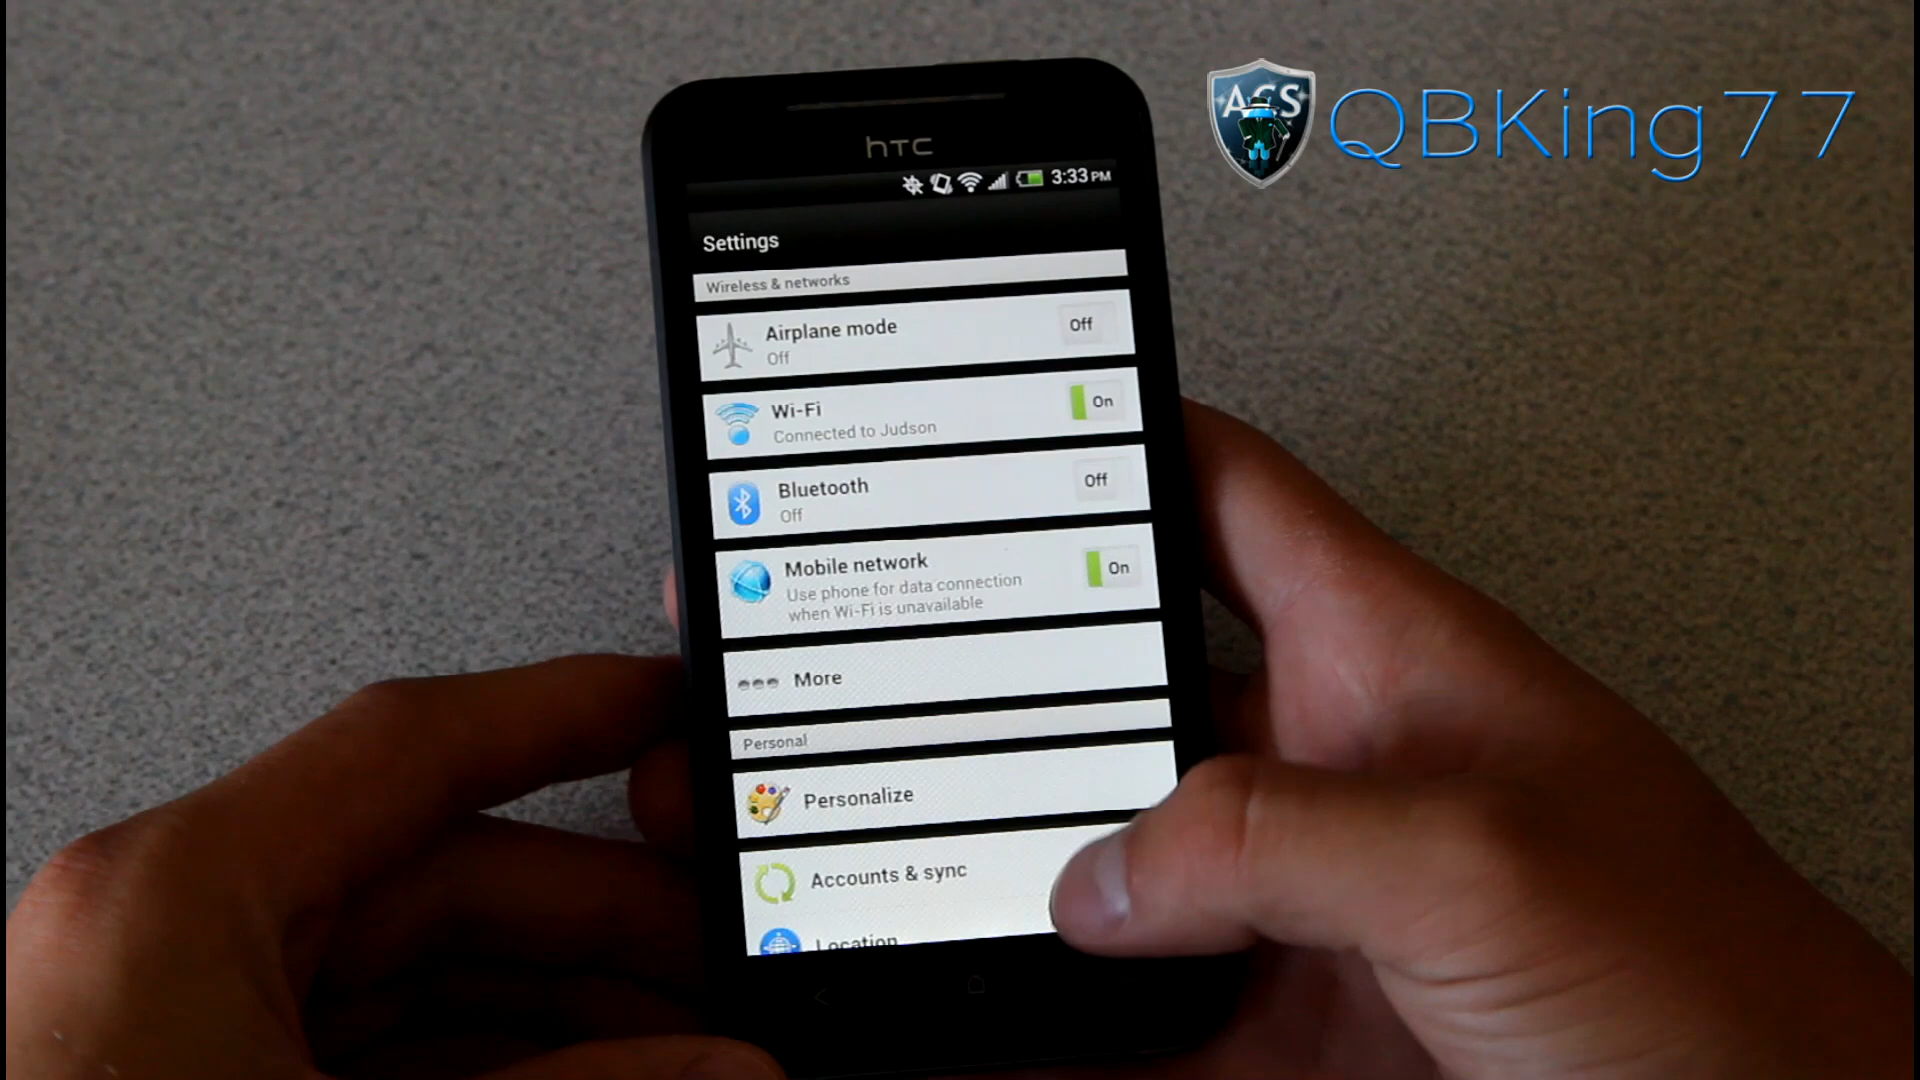 ACS
QBKing77
hTC
3:33 PM
Settings
Wireless & networks
Airplane mode
Off
Off
Wi-Fi
Connected to Judson
On
Bluetooth
Off
Off
Mobile network
Use phone for data connection
when Wi-Fi is unavailable
On
More
Personal
Personalize
Accounts & sync
Location